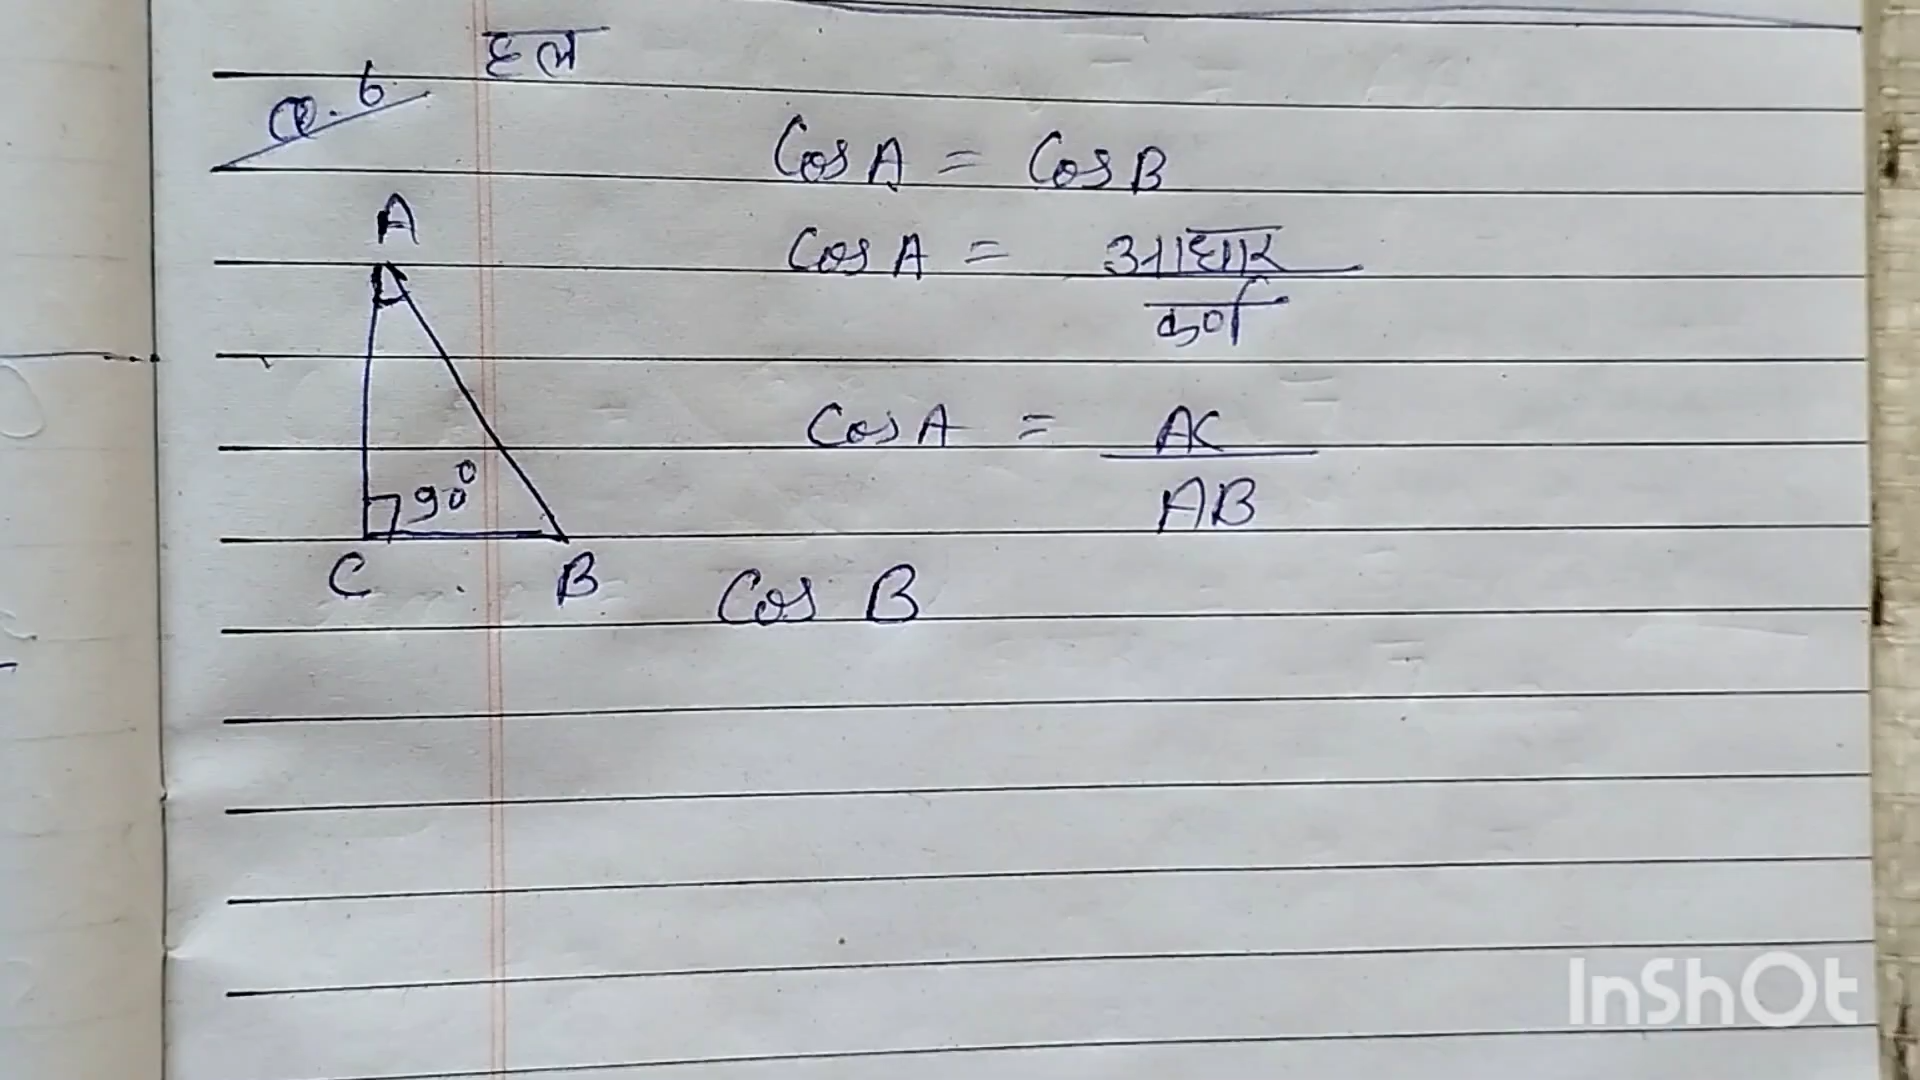 हल
Q. 6
Cos A = Cos B
Cos A = आधार
कर्ण
A
Cos A = AC
AB
90°
C B
Cos B
InShOt